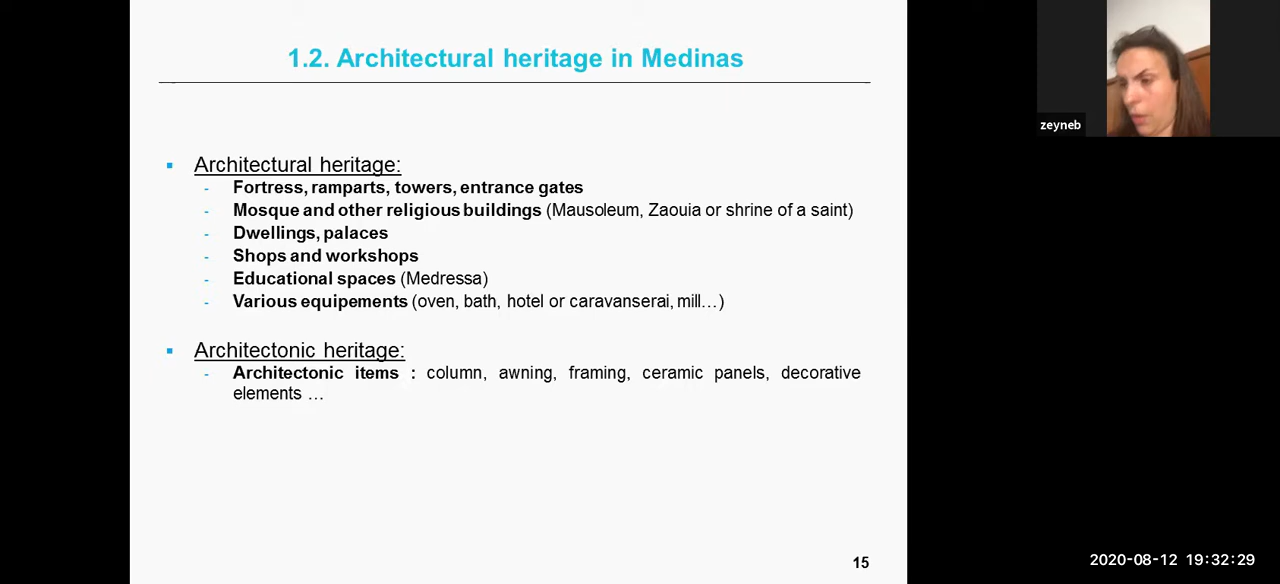 1.2. Architectural heritage in Medinas
zeyneb
▪ Architectural heritage:
- Fortress, ramparts, towers, entrance gates
- Mosque and other religious buildings (Mausoleum, Zaouia or shrine of a saint)
- Dwellings, palaces
- Shops and workshops
- Educational spaces (Medressa)
- Various equipements (oven, bath, hotel or caravanserai, mill…)
▪ Architectonic heritage:
- Architectonic items : column, awning, framing, ceramic panels, decorative
elements …
15
2020-08-12 19:32:29